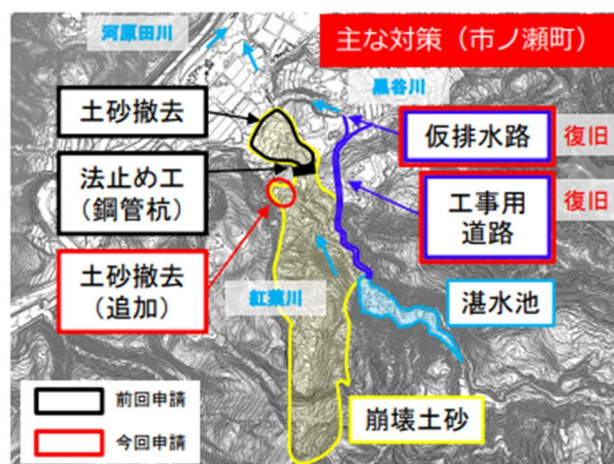 主な対策（市ノ瀬町）
河原田川
黒谷川
土砂撤去
仮排水路
復旧
法止め工
（鋼管杭）
工事用
道路
復旧
土砂撤去
（追加）
紅葉川
湛水池
前回申請
今回申請
崩壊土砂